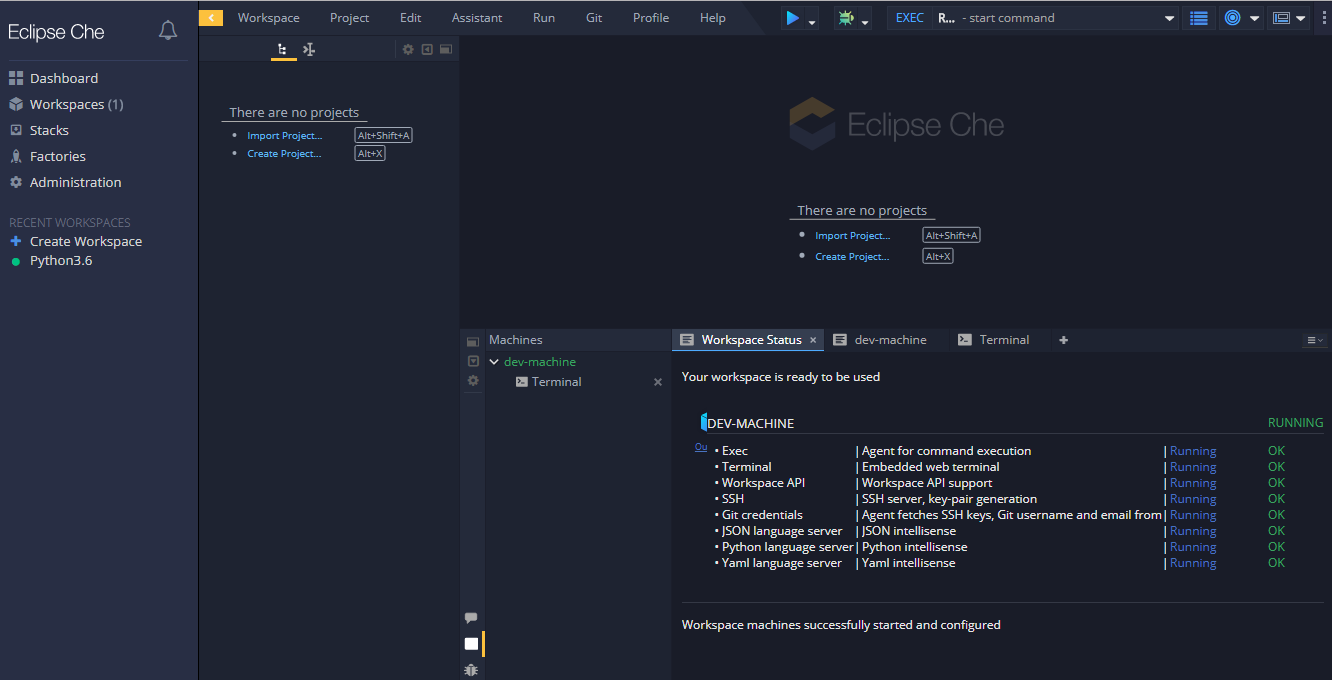 Eclipse Che
Workspace Project Edit Assistant Run Git Profile Help
EXEC R... - start command
Dashboard
Workspaces (1)
Stacks
Factories
Administration
RECENT WORKSPACES
Create Workspace
Python3.6
There are no projects
• Import Project... Alt+Shift+A
• Create Project... Alt+X
Eclipse Che
There are no projects
• Import Project... Alt+Shift+A
• Create Project... Alt+X
Machines
dev-machine
Terminal
Workspace Status × dev-machine Terminal
Your workspace is ready to be used
DEV-MACHINE RUNNING
Ou
• Exec | Agent for command execution | Running OK
• Terminal | Embedded web terminal | Running OK
• Workspace API | Workspace API support | Running OK
• SSH | SSH server, key-pair generation | Running OK
• Git credentials | Agent fetches SSH keys, Git username and email from | Running OK
• JSON language server | JSON intellisense | Running OK
• Python language server | Python intellisense | Running OK
• Yaml language server | Yaml intellisense | Running OK
Workspace machines successfully started and configured